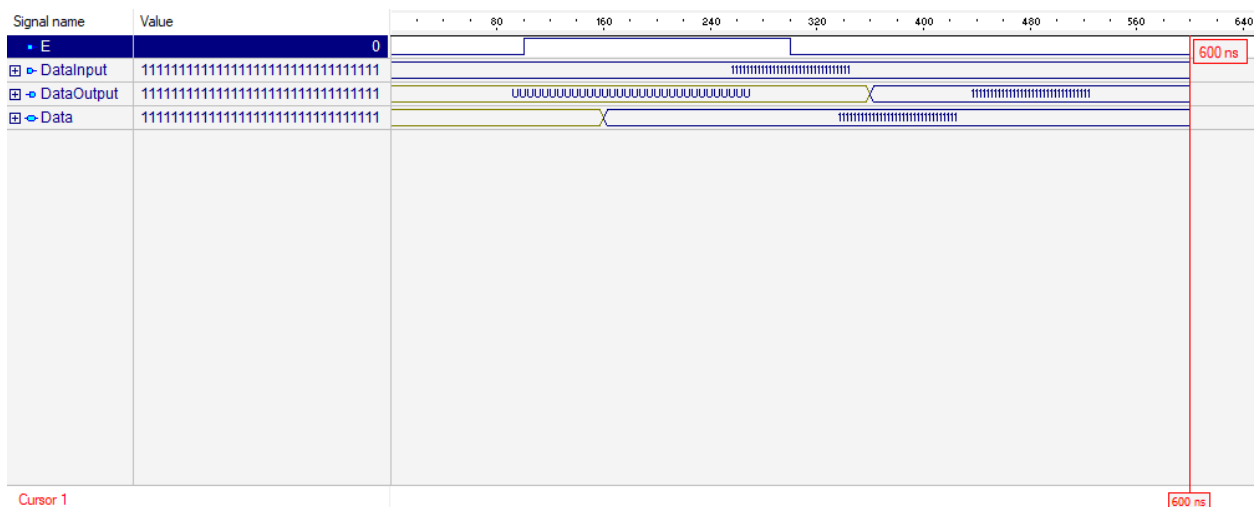 Signal name Value 80 160 240 320 400 480 560 640
E 0
600 ns
DataInput 11111111111111111111111111111111 11111111111111111111111111111111
DataOutput 11111111111111111111111111111111 UUUUUUUUUUUUUUUUUUUUUUUUUUUUUUUU 11111111111111111111111111111111
Data 11111111111111111111111111111111 11111111111111111111111111111111
Cursor 1 600 ns